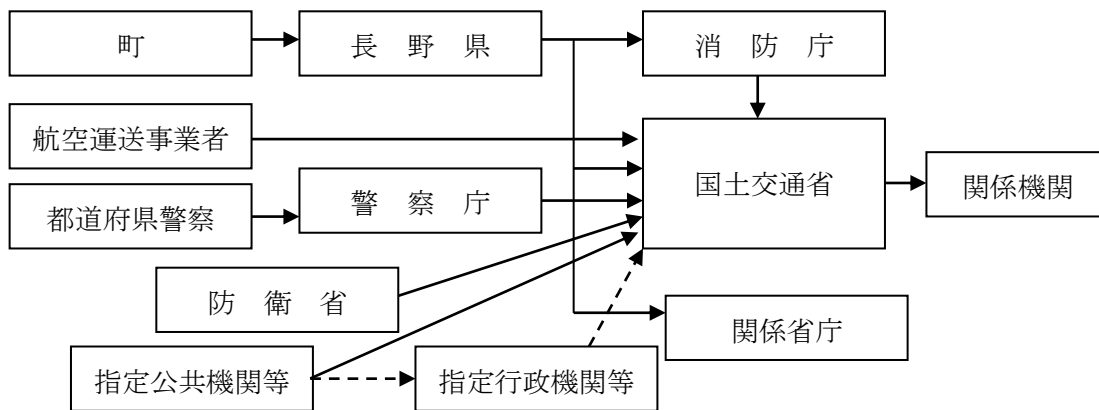 町
長　野　県
消　防　庁
航空運送事業者
国土交通省
関係機関
警　察　庁
都道府県警察
防　衛　省
関係省庁
指定公共機関等
指定行政機関等